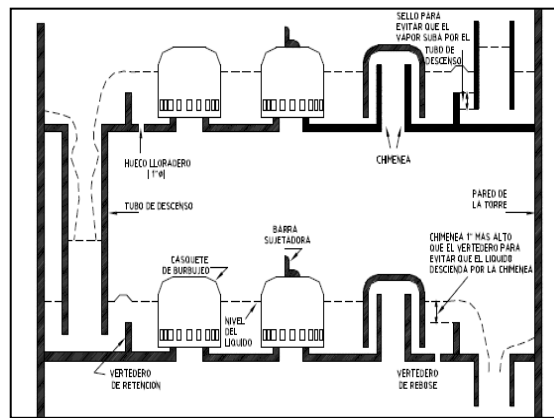 SELLO PARA
EVITAR QUE EL
VAPOR SUBA POR EL
TUBO DE
DESCENSO
HUECO LLORADERO
(1"ø)
CHIMENEA
TUBO DE DESCENSO
PARED DE
LA TORRE
BARRA
SUJETADORA
CASQUETE
DE BURBUJEO
CHIMENEA 1" MAS ALTO
QUE EL VERTEDERO PARA
EVITAR QUE EL LIQUIDO
DESCIENDA POR LA CHIMENEA
NIVEL
DEL
LIQUIDO
VERTEDERO
DE RETENCION
VERTEDERO
DE REBOSE